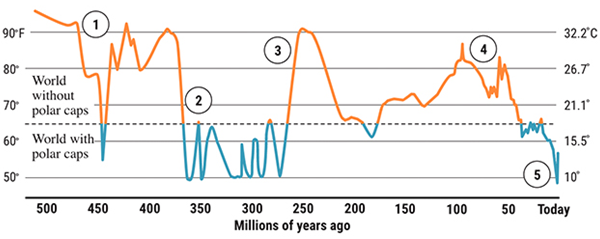 90°F
80°
70°
60°
50°
World
without
polar caps
World with
polar caps
1
2
3
4
5
32.2°C
26.7°
21.1°
15.5°
10°
500 450 400 350 300 250 200 150 100 50 Today
Millions of years ago